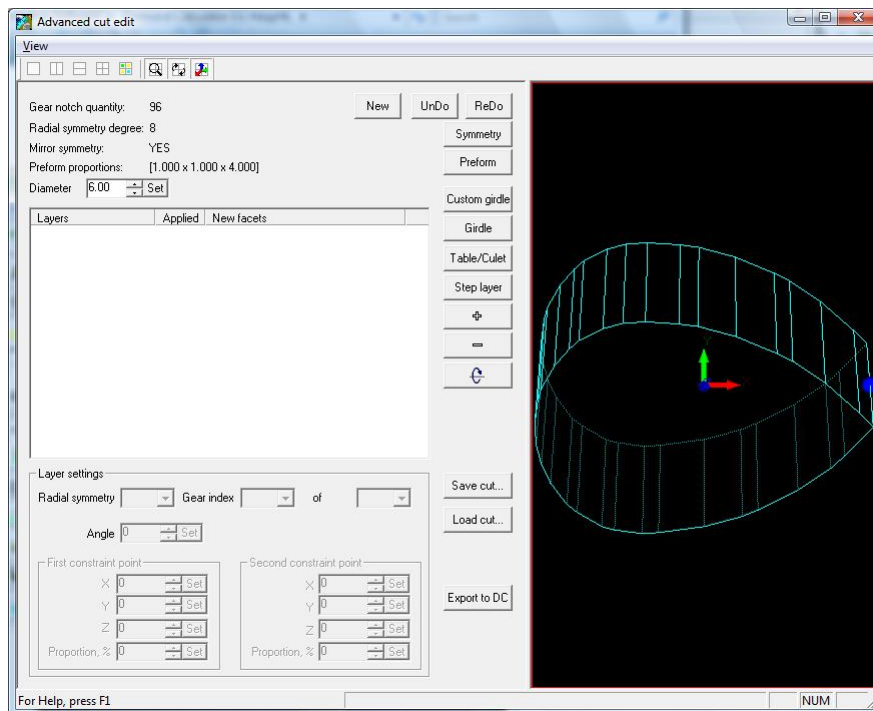 Advanced cut edit
View
Gear notch quantity: 96
New UnDo ReDo
Radial symmetry degree: 8
Symmetry
Mirror symmetry: YES
Preform
Preform proportions: [1.000 x 1.000 x 4.000]
Diameter 6.00 Set
Custom girdle
Layers Applied New facets
Girdle
Table/Culet
Step layer
Layer settings
Radial symmetry Gear index of
Save cut...
Load cut...
Angle 0 Set
First constraint point Second constraint point
X 0 Set X 0 Set
Y 0 Set Y 0 Set
Z 0 Set Z 0 Set
Proportion, % 0 Set Proportion, % 0 Set
Export to DC
For Help, press F1 NUM